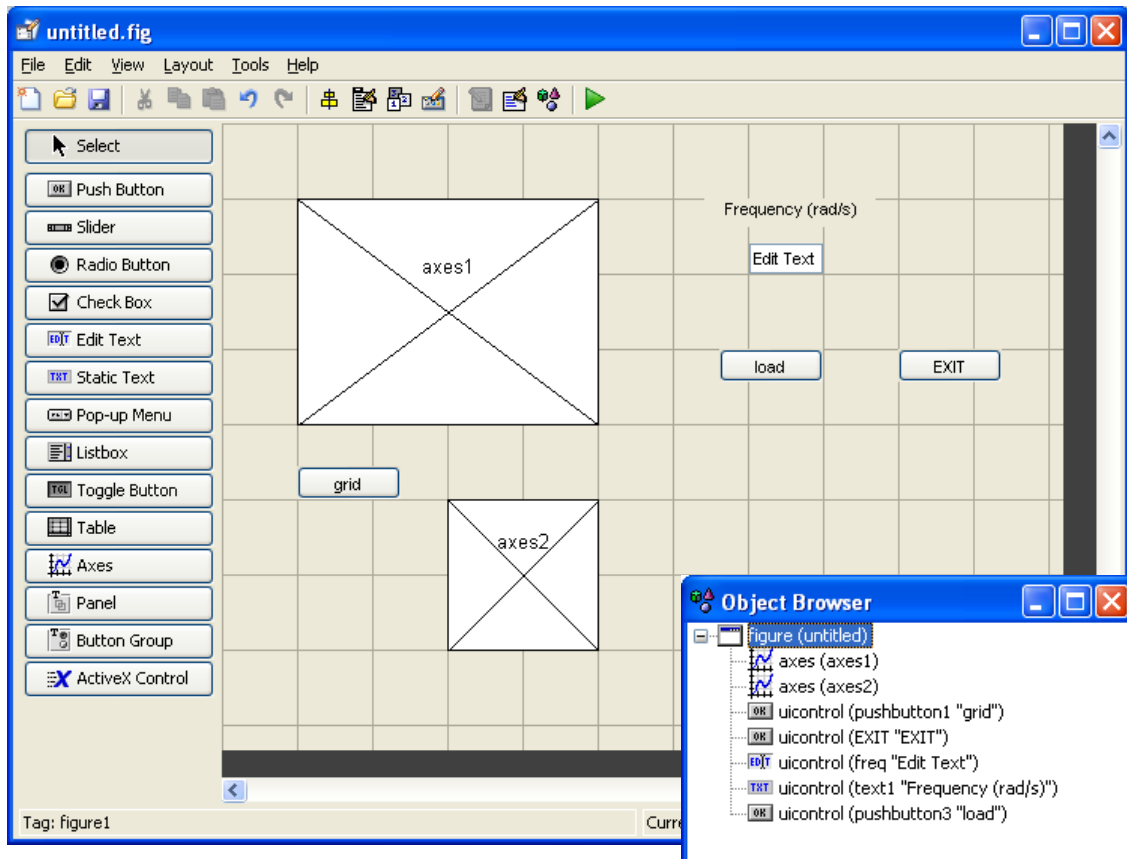 untitled.fig
File Edit View Layout Tools Help
Select
Push Button
Slider
Radio Button
Check Box
Edit Text
Static Text
Pop-up Menu
Listbox
Toggle Button
Table
Axes
Panel
Button Group
ActiveX Control
axes1
Frequency (rad/s)
Edit Text
load
EXIT
grid
axes2
Tag: figure1
Object Browser
figure (untitled)
axes (axes1)
axes (axes2)
uicontrol (pushbutton1 "grid")
uicontrol (EXIT "EXIT")
uicontrol (freq "Edit Text")
uicontrol (text1 "Frequency (rad/s)")
uicontrol (pushbutton3 "load")